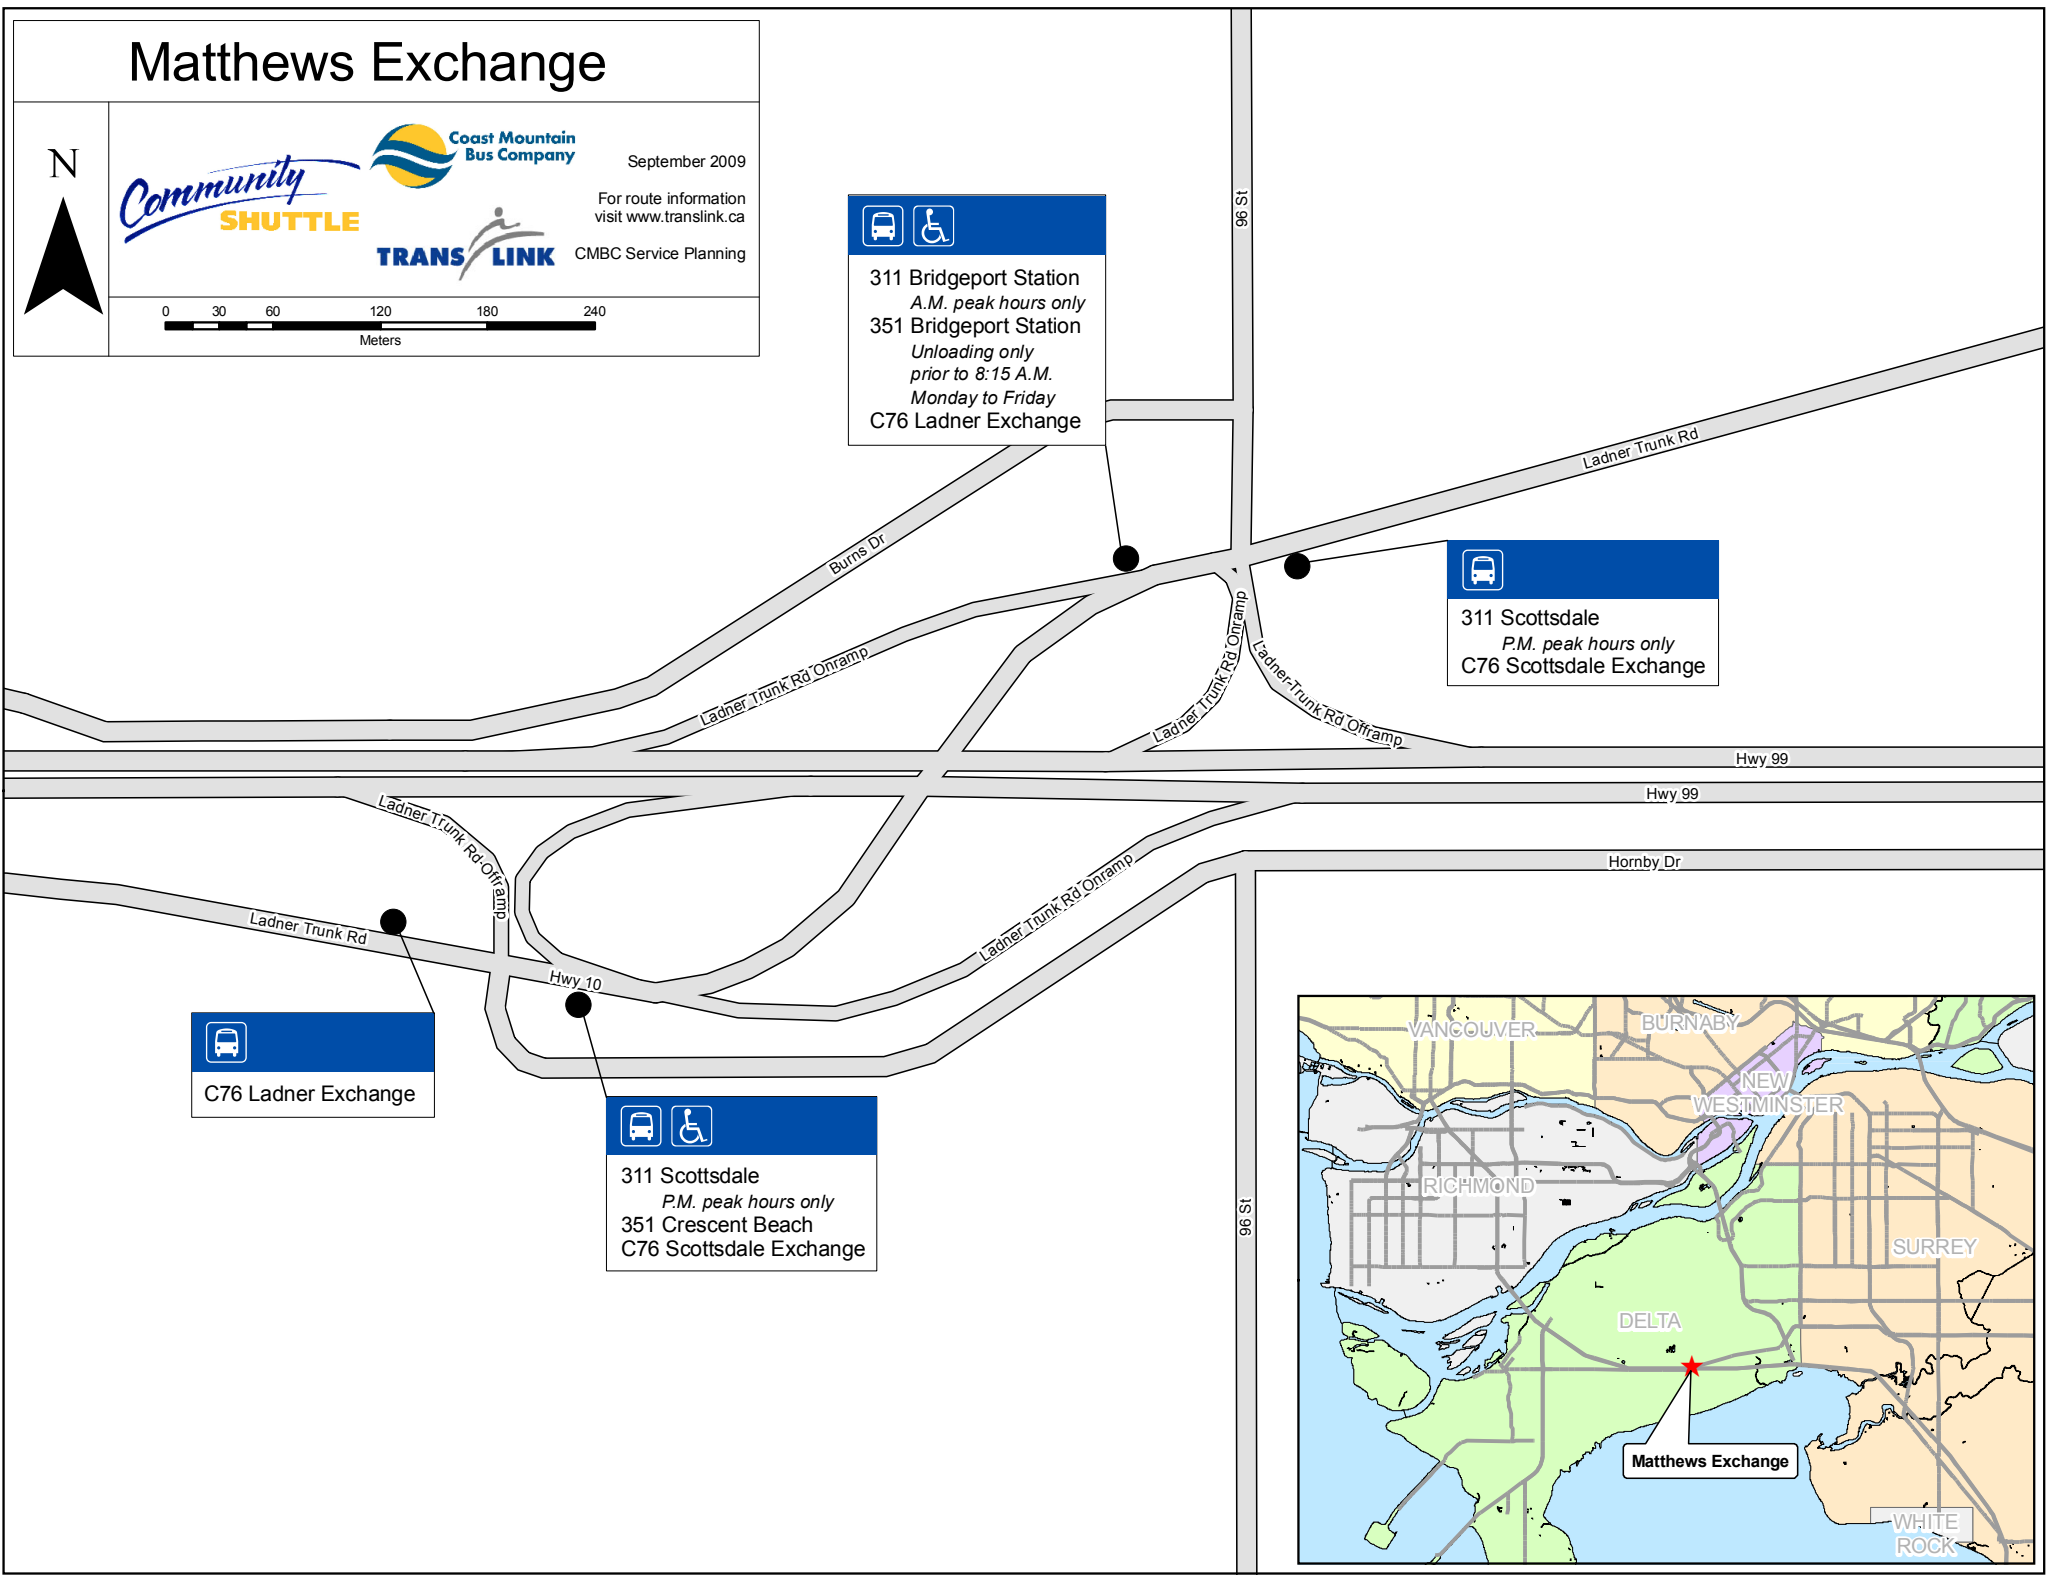 Matthews Exchange
N
Community
SHUTTLE
Coast Mountain
Bus Company
TRANS LINK
September 2009
For route information
visit www.translink.ca
CMBC Service Planning
0 30 60 120 180 240
Meters
311 Bridgeport Station
A.M. peak hours only
351 Bridgeport Station
Unloading only
prior to 8:15 A.M.
Monday to Friday
C76 Ladner Exchange
96 St
Ladner Trunk Rd
Burns Dr
311 Scottsdale
P.M. peak hours only
C76 Scottsdale Exchange
Ladner Trunk Rd Onramp
Ladner Trunk Rd Onramp
Ladner-Trunk Rd Offramp
Hwy 99
Hwy 99
Ladner Trunk Rd Offramp
Ladner Trunk Rd Onramp
Hornby Dr
Ladner Trunk Rd
Hwy 10
C76 Ladner Exchange
311 Scottsdale
P.M. peak hours only
351 Crescent Beach
C76 Scottsdale Exchange
96 St
VANCOUVER
BURNABY
NEW
WESTMINSTER
RICHMOND
SURREY
DELTA
Matthews Exchange
WHITE
ROCK